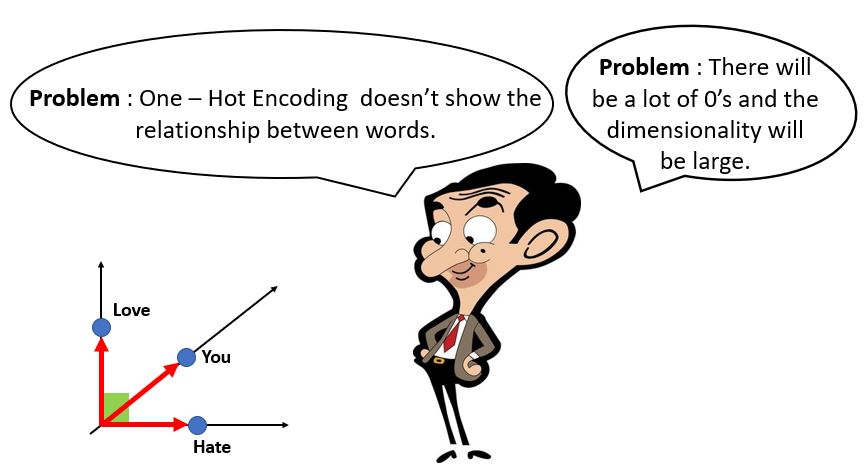 Problem : One – Hot Encoding doesn’t show the
relationship between words.
Problem : There will
be a lot of 0’s and the
dimensionality will
be large.
Love
You
Hate